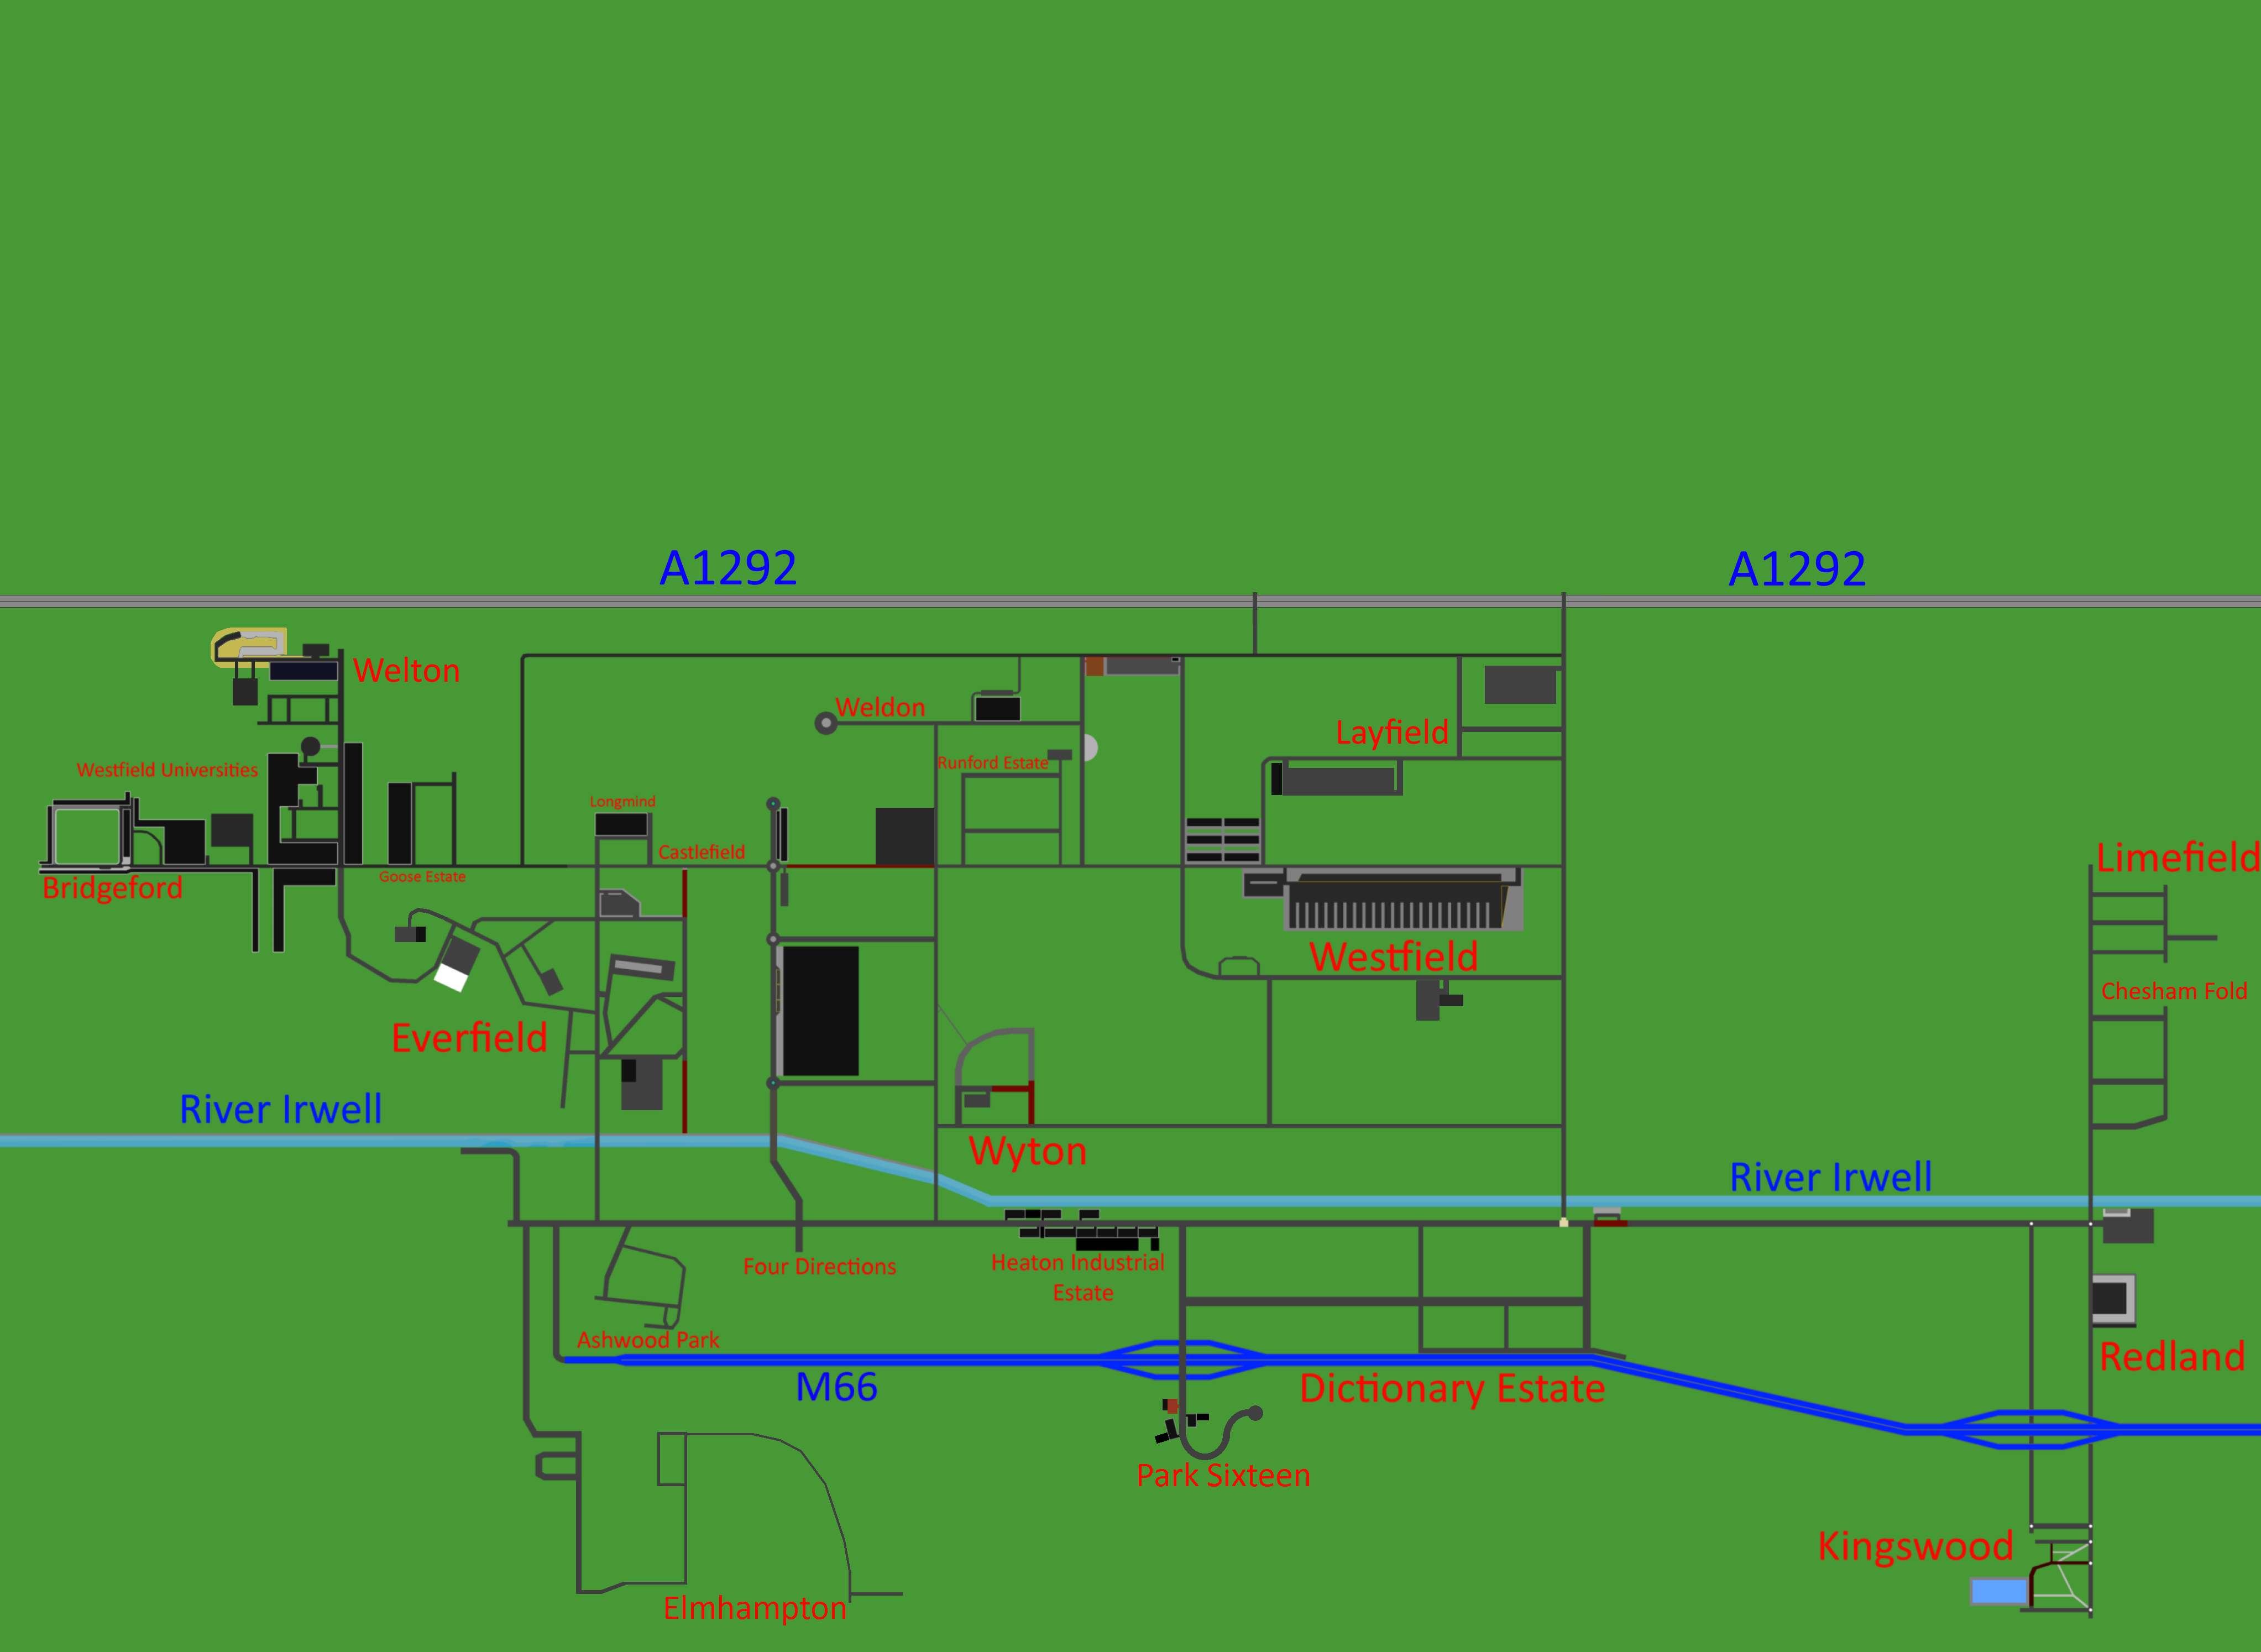 A1292
A1292
Welton
Weldon
Layfield
Westfield Universities
Runford Estate
Longmind
Castlefield
Limefield
Goose Estate
Bridgeford
Westfield
Chesham Fold
Everfield
River Irwell
Wyton
River Irwell
Four Directions
Heaton Industrial
Estate
Ashwood Park
Redland
M66
Dictionary Estate
Park Sixteen
Kingswood
Elmhampton